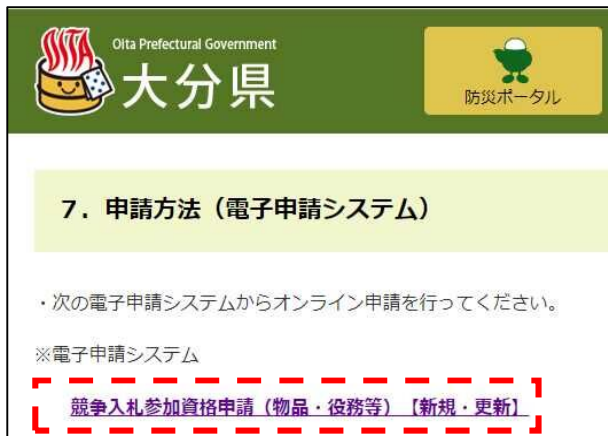 OITA
Oita Prefectural Government
大分県
防災ポータル
7．申請方法（電子申請システム）
・次の電子申請システムからオンライン申請を行ってください。
※電子申請システム
競争入札参加資格申請（物品・役務等）【新規・更新】